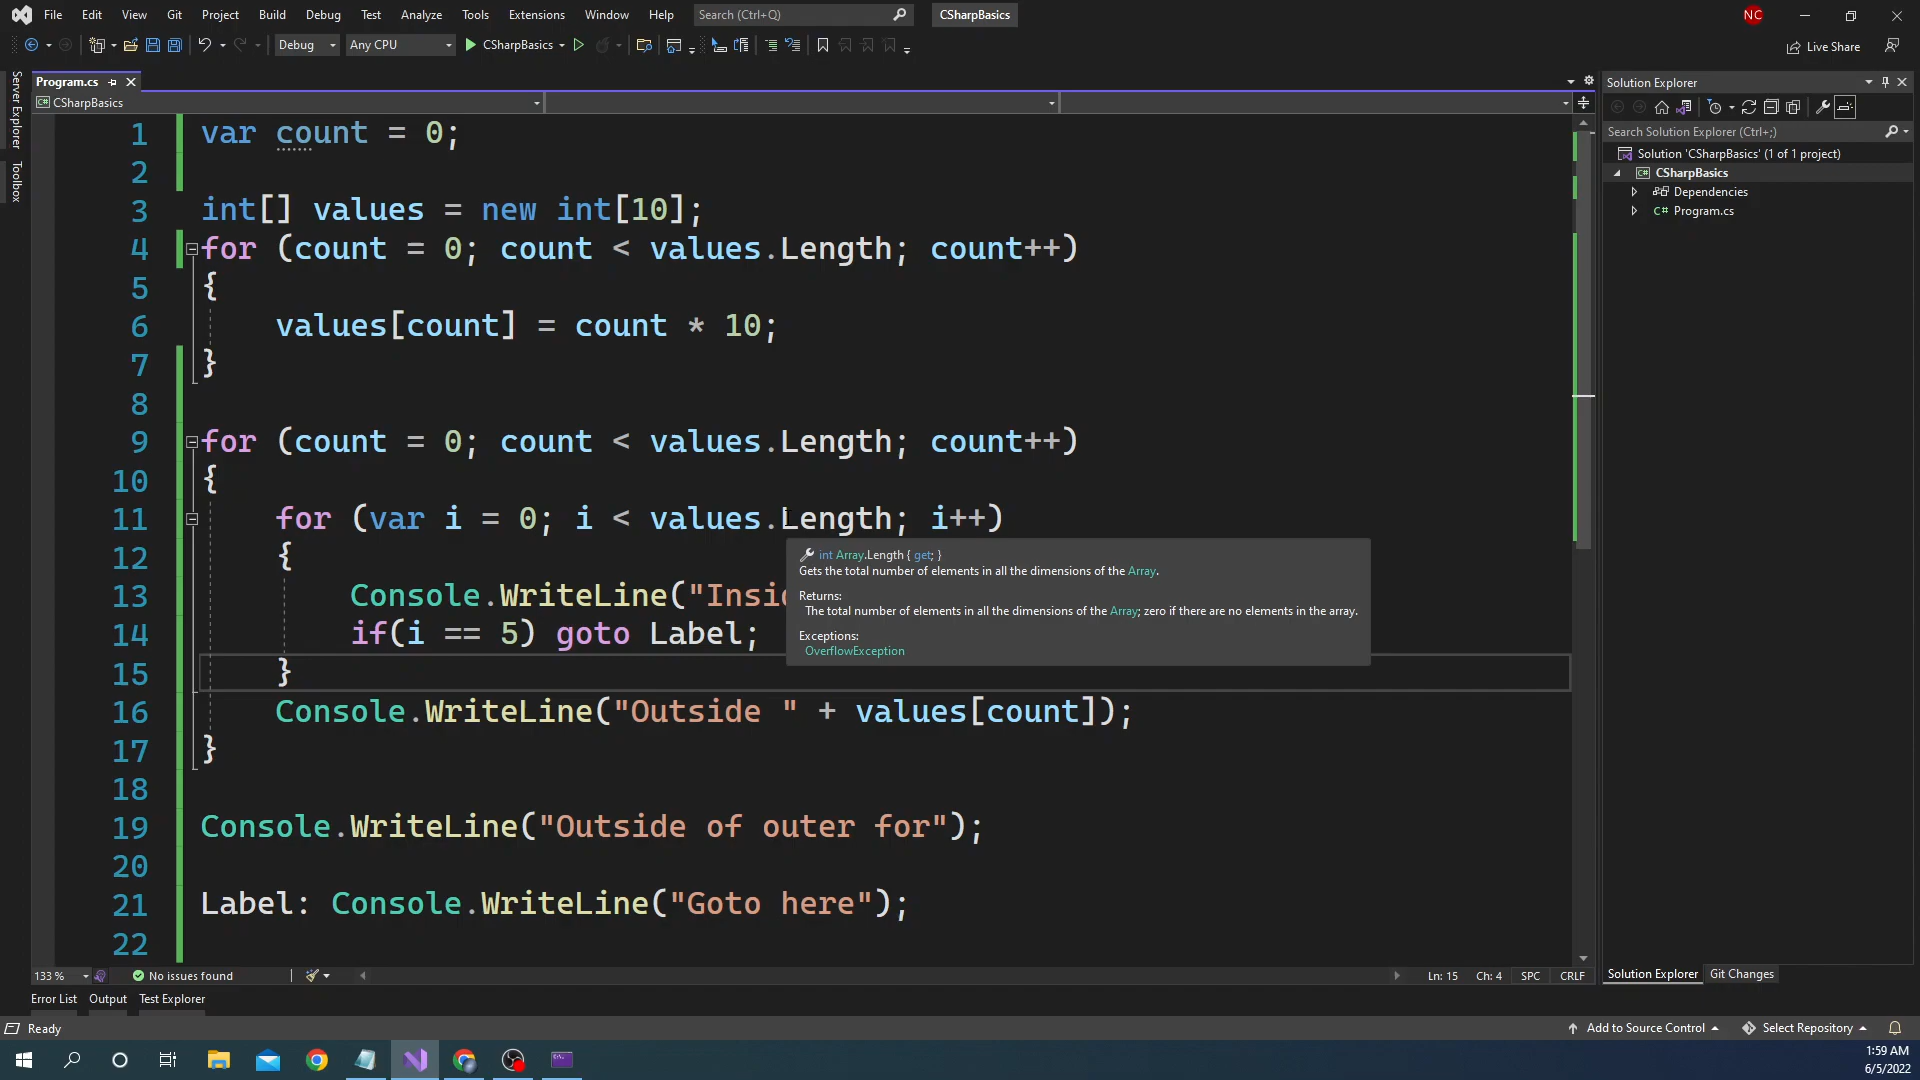 File Edit View Git Project Build Debug Test Analyze Tools Extensions Window Help Search (Ctrl+Q) CSharpBasics NC
Debug Any CPU CSharpBasics Live Share
Server Explorer
Toolbox
Program.cs
CSharpBasics
1 var count = 0;
2
3 int[] values = new int[10];
4 for (count = 0; count < values.Length; count++)
5 {
6 values[count] = count * 10;
7 }
8
9 for (count = 0; count < values.Length; count++)
10 {
11 for (var i = 0; i < values.Length; i++)
12 {
13 Console.WriteLine("Insi
14 if(i == 5) goto Label;
15 }
16 Console.WriteLine("Outside " + values[count]);
17 }
18
19 Console.WriteLine("Outside of outer for");
20
21 Label: Console.WriteLine("Goto here");
22
int Array.Length { get; }
Gets the total number of elements in all the dimensions of the Array.
Returns:
The total number of elements in all the dimensions of the Array; zero if there are no elements in the array.
Exceptions:
OverflowException
Solution Explorer
Search Solution Explorer (Ctrl+;)
Solution 'CSharpBasics' (1 of 1 project)
C# CSharpBasics
Dependencies
C# Program.cs
133 % No issues found Ln: 15 Ch: 4 SPC CRLF
Solution Explorer Git Changes
Error List Output Test Explorer
Ready Add to Source Control Select Repository
1:59 AM
6/5/2022